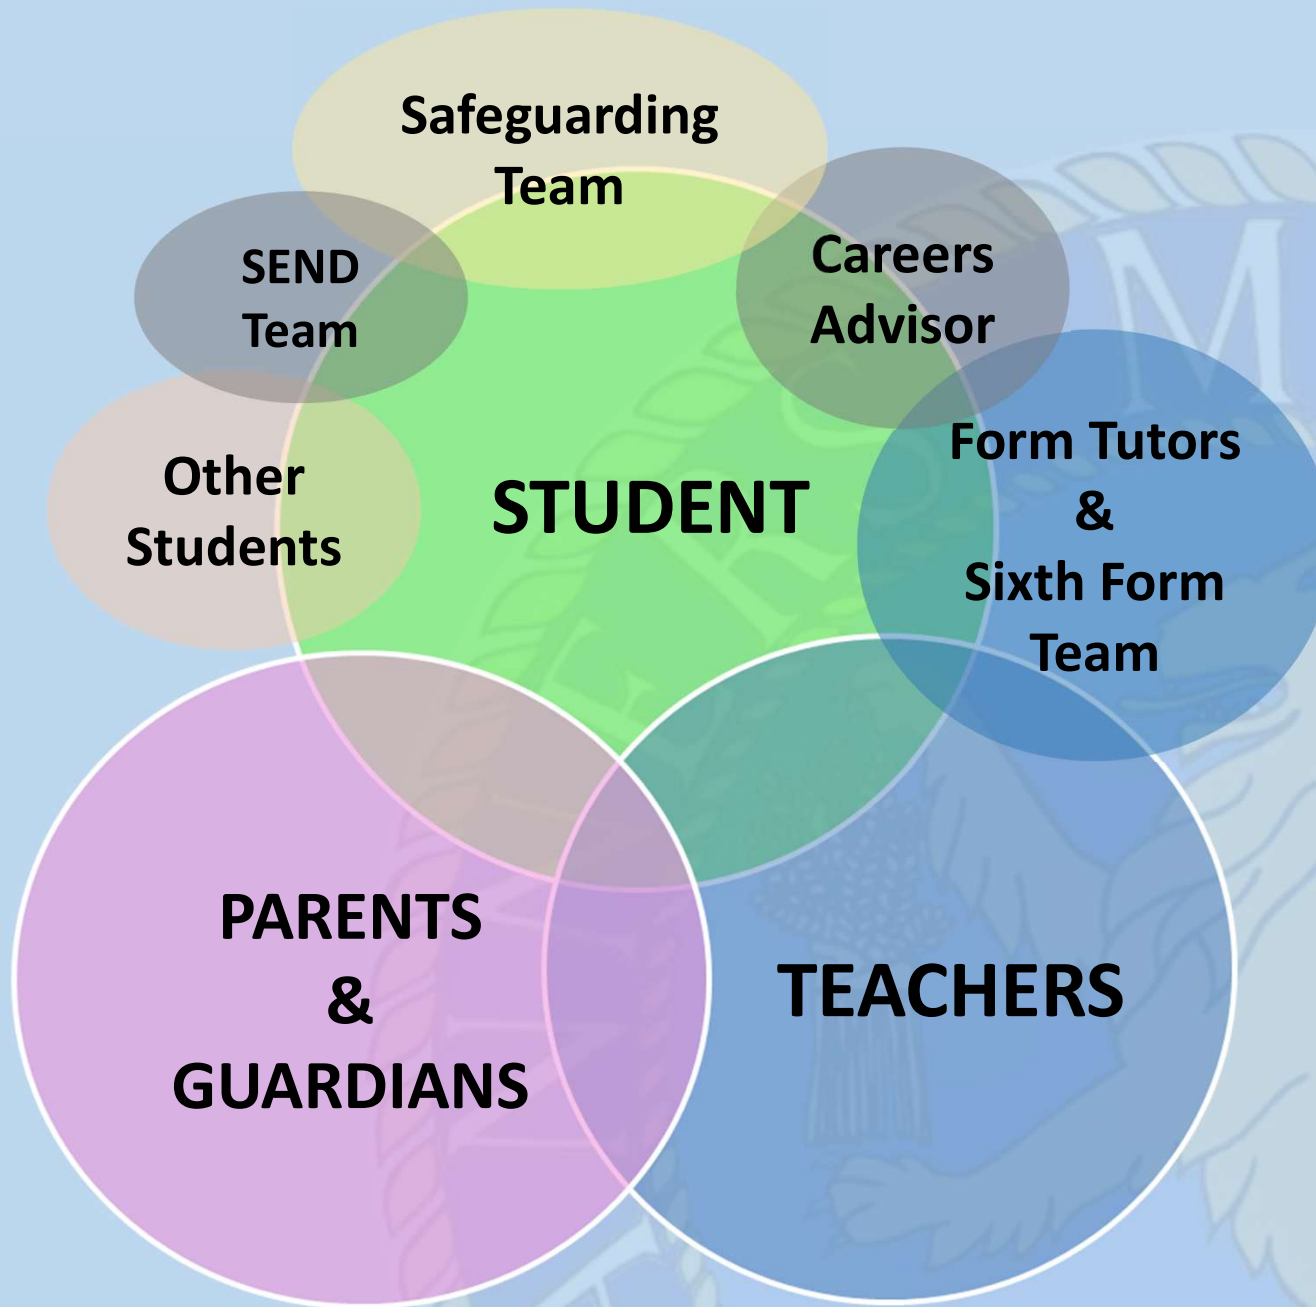 Safeguarding
Team
SEND
Team
Careers
Advisor
Other
Students
STUDENT
Form Tutors
&
Sixth Form
Team
PARENTS
&
GUARDIANS
TEACHERS